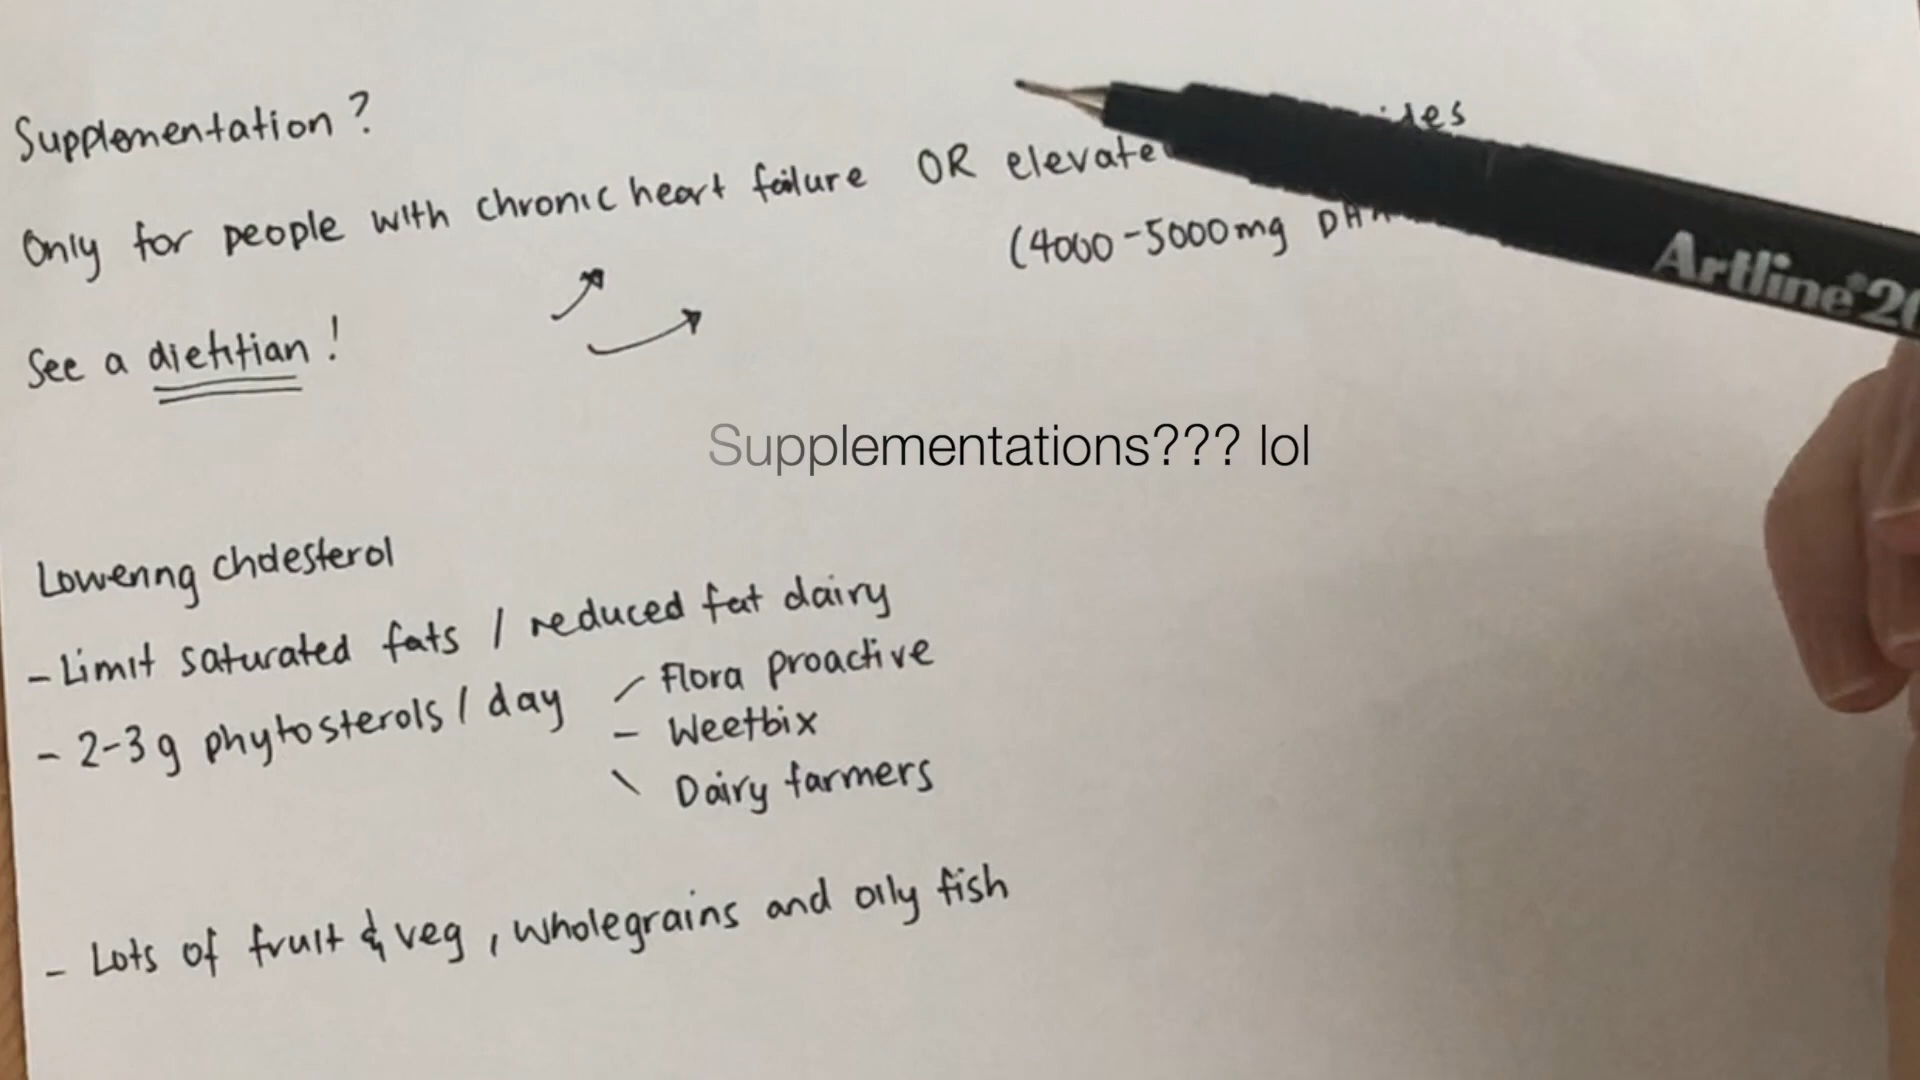 Supplementation?
Only for people with chronic heart failure OR elevate
(4000-5000mg
See a dietitian!
Supplementations??? lol
Lowering cholesterol
- Limit saturated fats / reduced fat dairy
- 2-3g phytosterols / day
Flora proactive
- Weetbix
Dairy farmers
- Lots of fruit & veg, wholegrains and oily fish
Artline